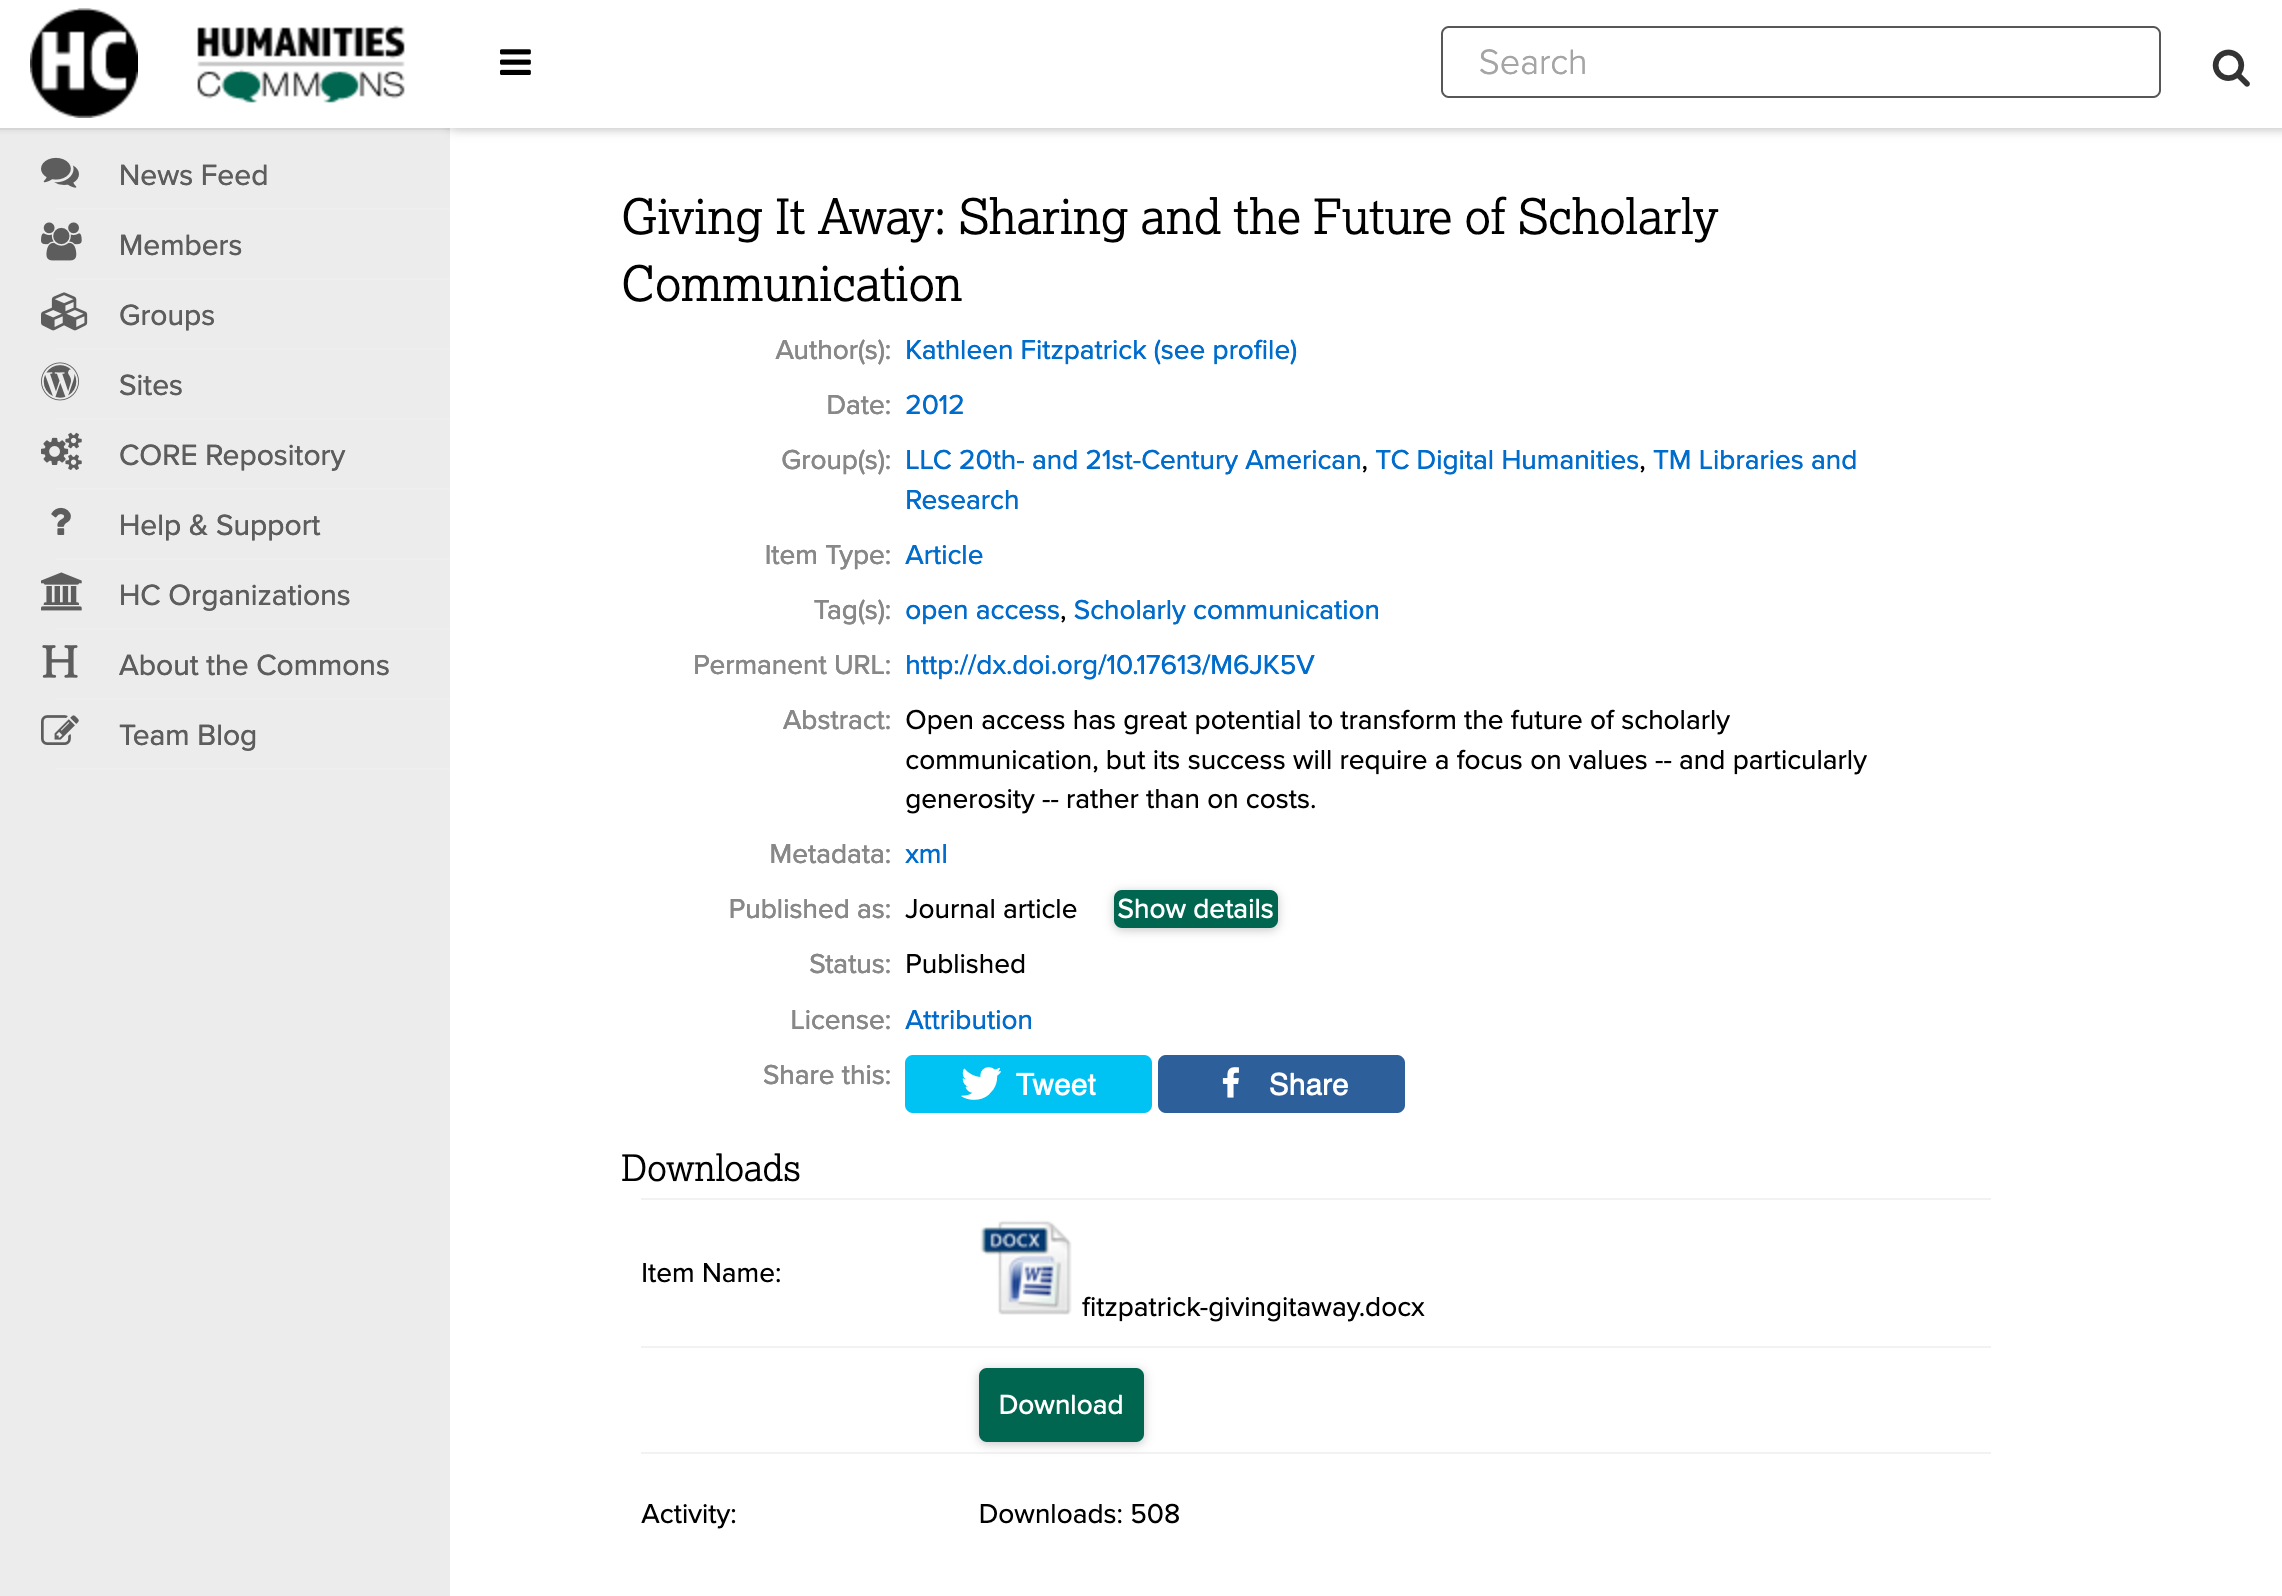 HC
HUMANITIES
COMMONS
Search
News Feed
Members
Groups
Sites
CORE Repository
? Help & Support
HC Organizations
H About the Commons
Team Blog
Giving It Away: Sharing and the Future of Scholarly
Communication
Author(s): Kathleen Fitzpatrick (see profile)
Date: 2012
Group(s): LLC 20th- and 21st-Century American, TC Digital Humanities, TM Libraries and
Research
Item Type: Article
Tag(s): open access, Scholarly communication
Permanent URL: http://dx.doi.org/10.17613/M6JK5V
Abstract: Open access has great potential to transform the future of scholarly
communication, but its success will require a focus on values -- and particularly
generosity -- rather than on costs.
Metadata: xml
Published as: Journal article Show details
Status: Published
License: Attribution
Share this: Tweet Share
Downloads
DOCX
W
Item Name: fitzpatrick-givingitaway.docx
Download
Activity: Downloads: 508